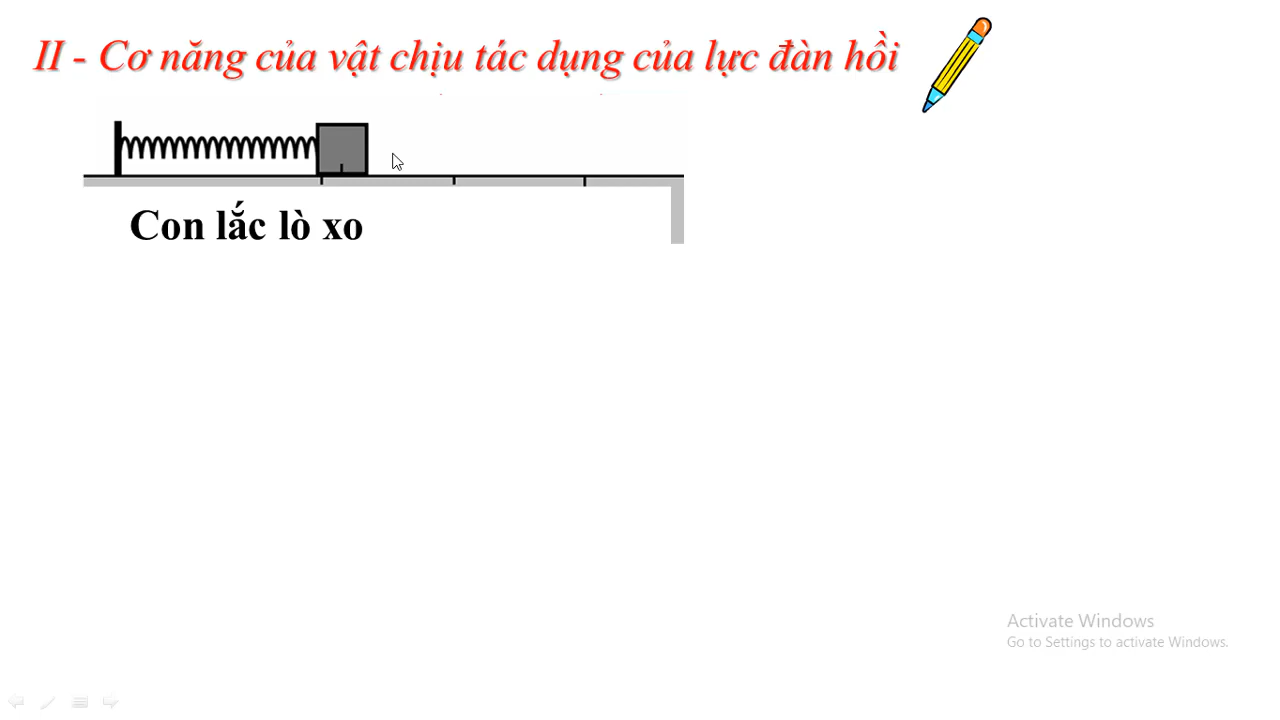 II - Cơ năng của vật chịu tác dụng của lực đàn hồi
Con lắc lò xo
Activate Windows
Go to Settings to activate Windows.